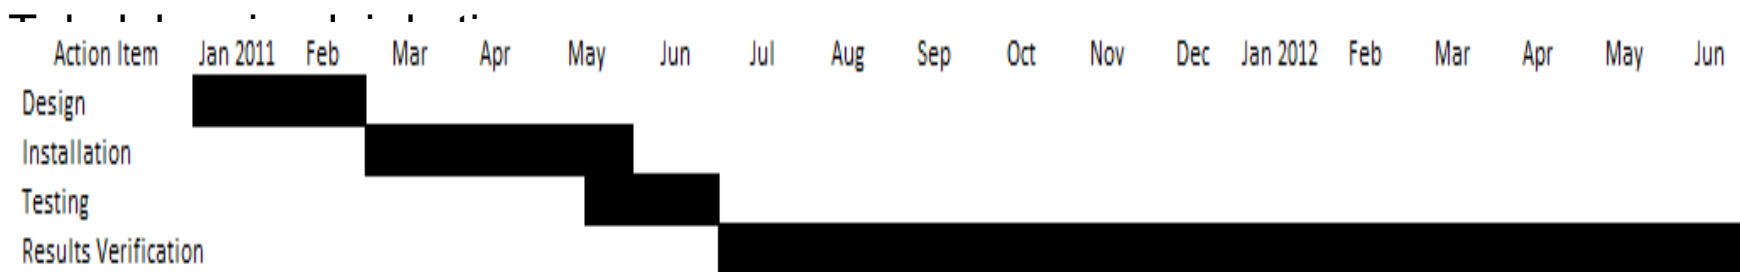 Action Item Jan 2011 Feb Mar Apr May Jun Jul Aug Sep Oct Nov Dec Jan 2012 Feb Mar Apr May Jun
Design
Installation
Testing
Results Verification